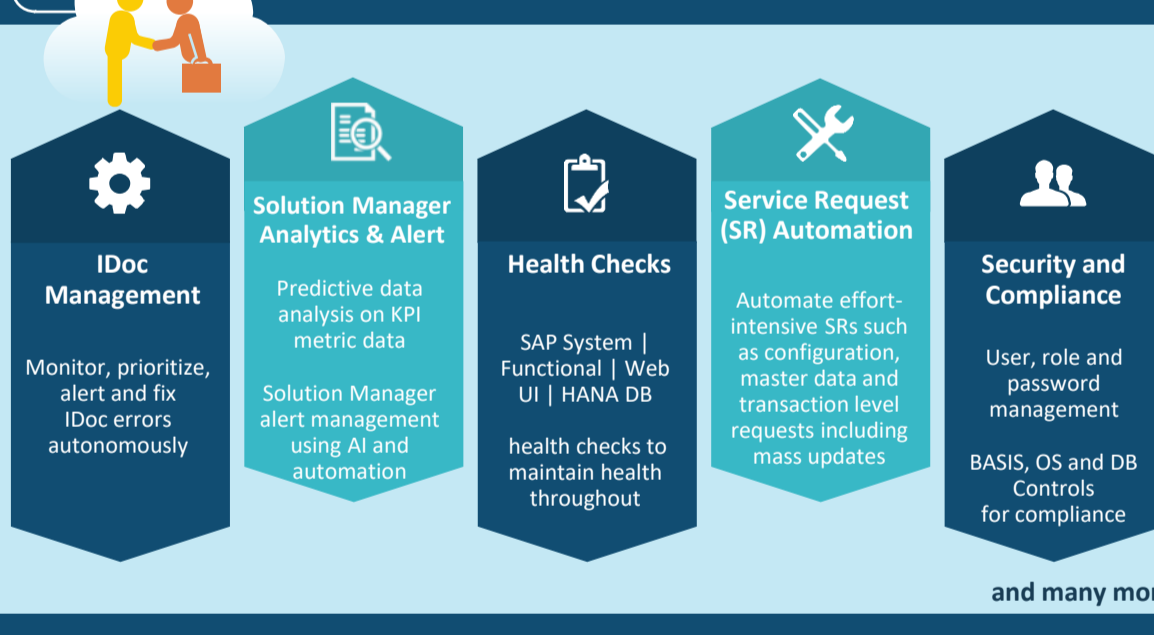 IDoc
Management
Monitor, prioritize,
alert and fix
IDoc errors
autonomously
Solution Manager
Analytics & Alert
Predictive data
analysis on KPI
metric data
Solution Manager
alert management
using AI and
automation
Health Checks
SAP System |
Functional | Web
UI | HANA DB
health checks to
maintain health
throughout
Service Request
(SR) Automation
Automate effort-
intensive SRs such
as configuration,
master data and
transaction level
requests including
mass updates
Security and
Compliance
User, role and
password
management
BASIS, OS and DB
Controls
for compliance
and many